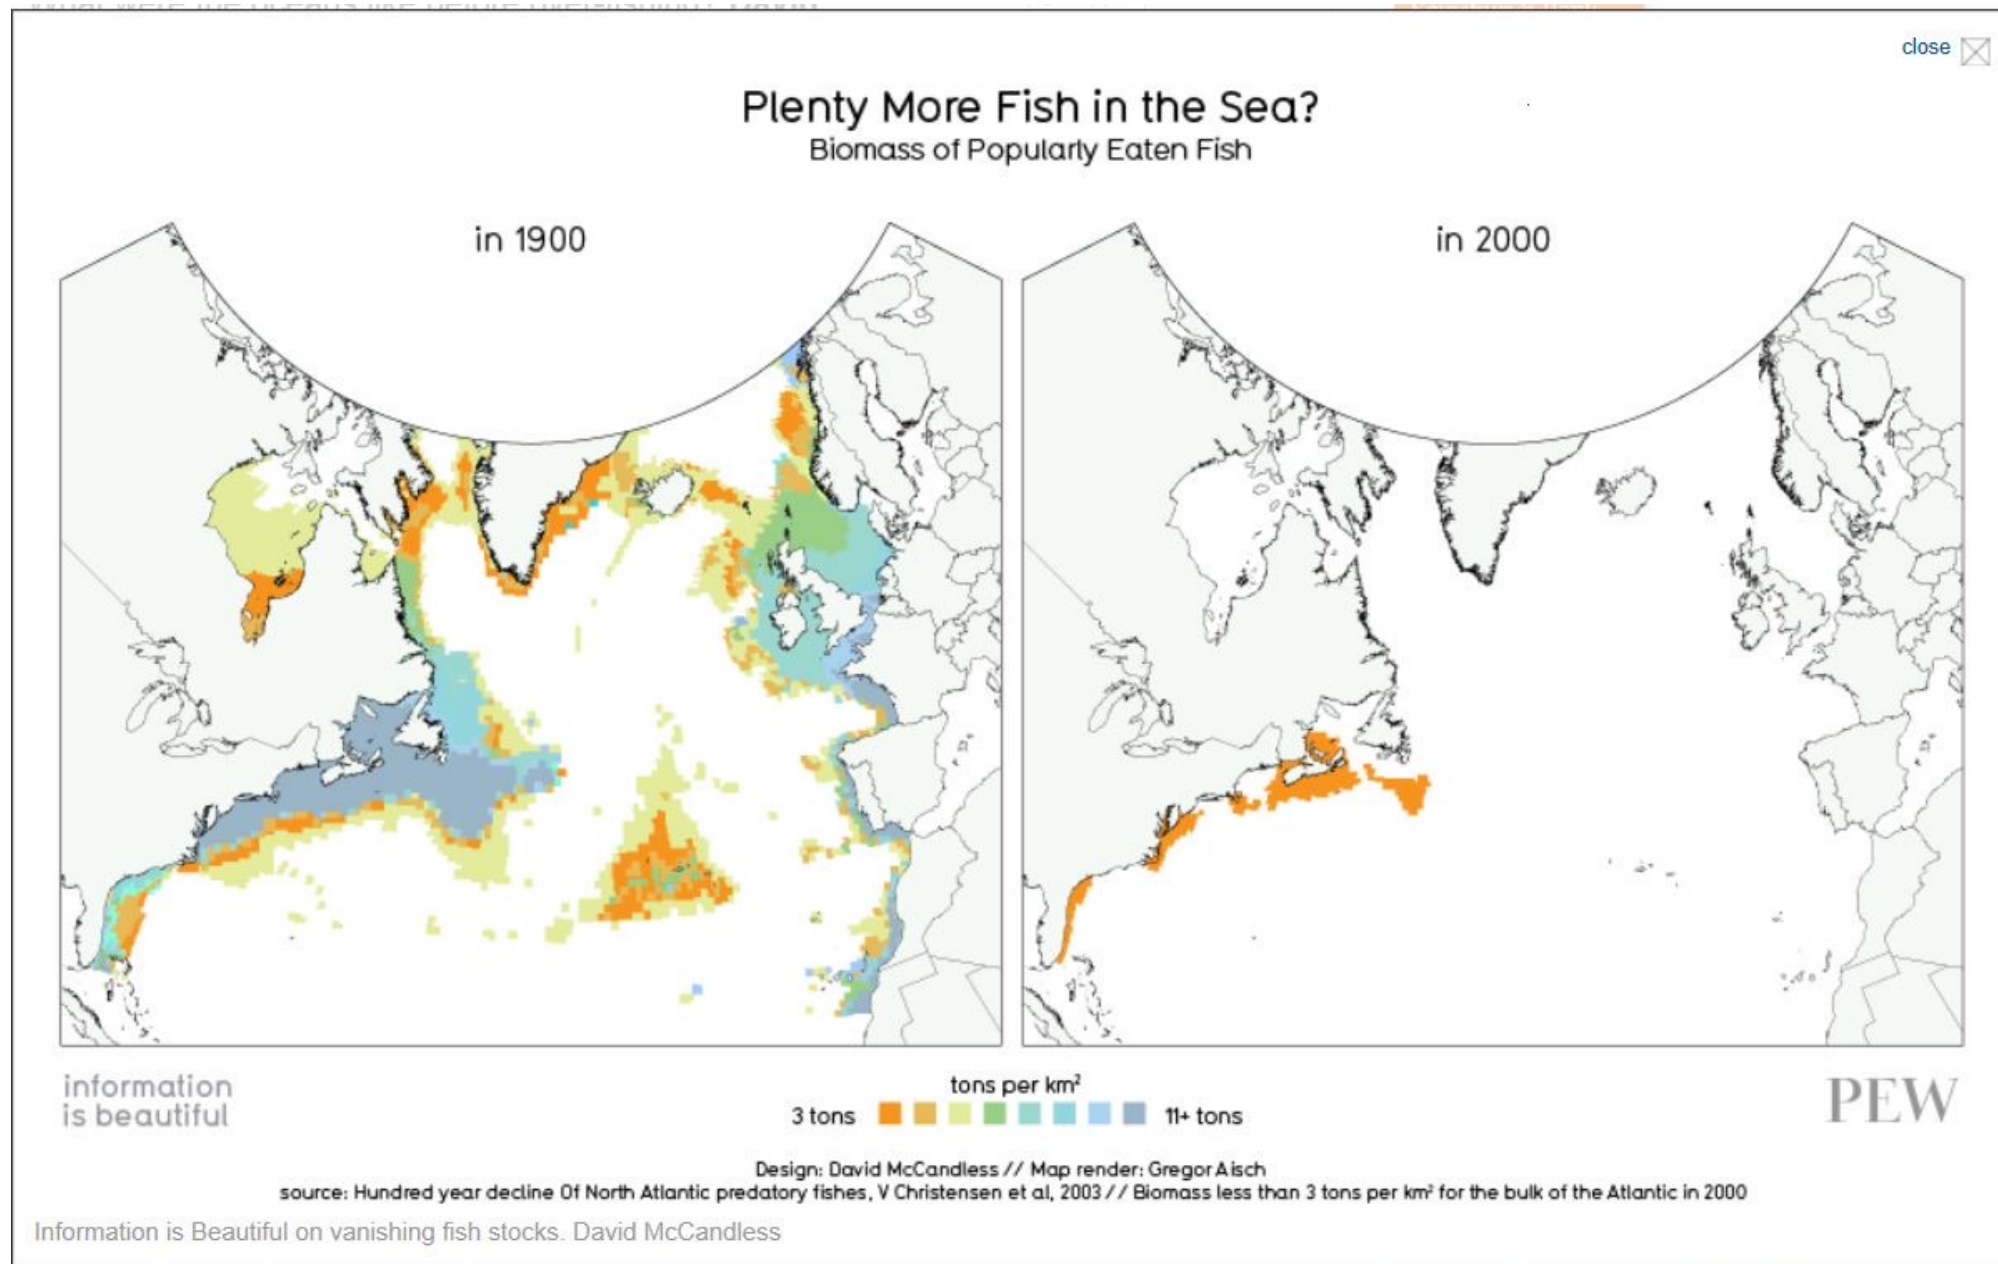 close
Plenty More Fish in the Sea?
Biomass of Popularly Eaten Fish
in 1900
in 2000
information
is beautiful
tons per km²
3 tons
11+ tons
PEW
Design: David McCandless // Map render: Gregor Aisch
source: Hundred year decline Of North Atlantic predatory fishes, V Christensen et al, 2003 // Biomass less than 3 tons per km² for the bulk of the Atlantic in 2000
Information is Beautiful on vanishing fish stocks. David McCandless